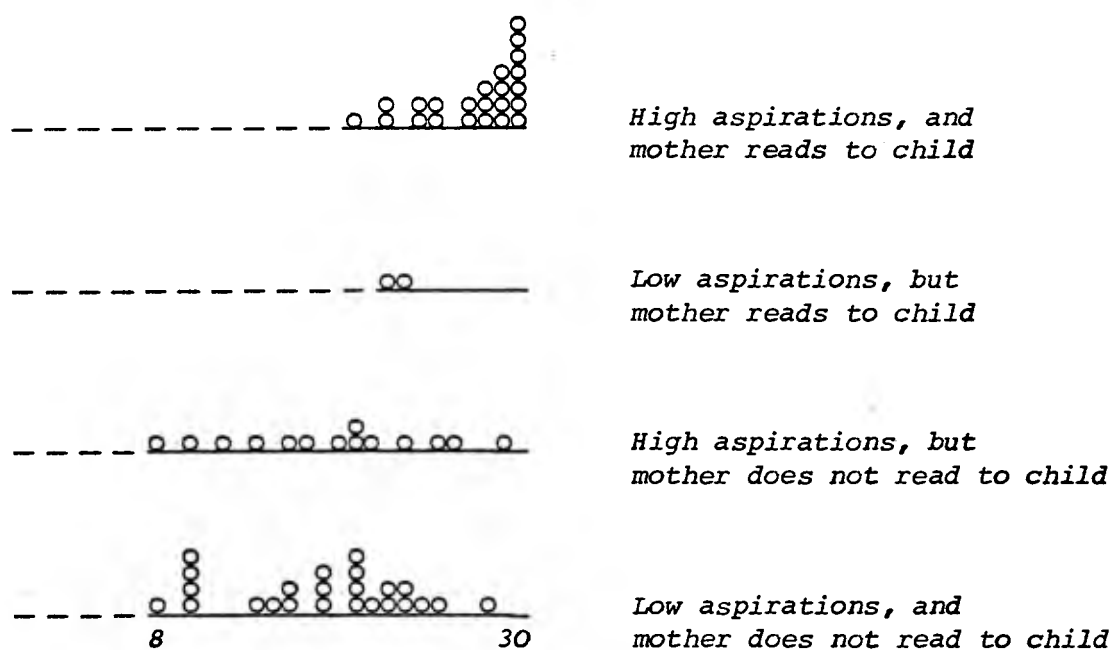 High aspirations, and
mother reads to child
Low aspirations, but
mother reads to child
High aspirations, but
mother does not read to child
Low aspirations, and
mother does not read to child
8 30